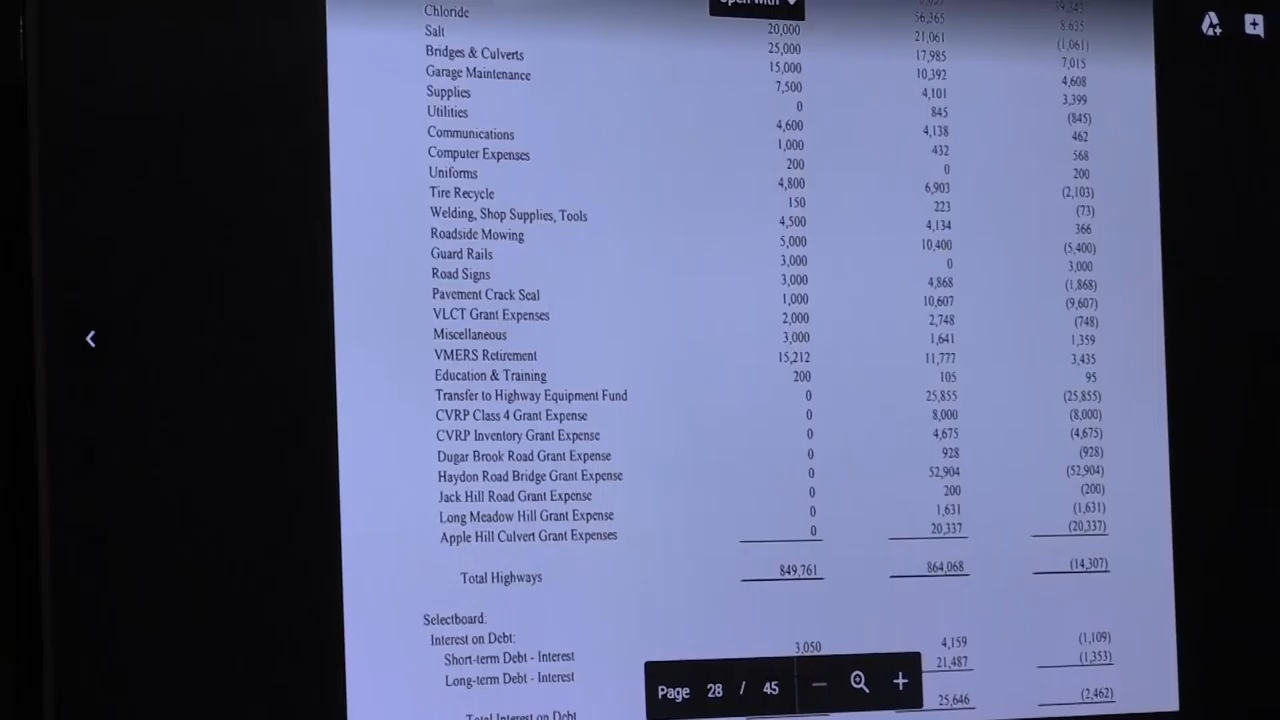 Open with
56,365 8,635
Chloride 20,000 21,061 (1,061)
Salt 25,000 17,985 7,015
Bridges & Culverts 15,000 10,392 4,608
Garage Maintenance 7,500 4,101 3,399
Supplies 0 845 (845)
Utilities 4,600 4,138 462
Communications 1,000 432 568
Computer Expenses 200 0 200
Uniforms 4,800 6,903 (2,103)
Tire Recycle 150 223 (73)
Welding, Shop Supplies, Tools 4,500 4,134 366
Roadside Mowing 5,000 10,400 (5,400)
Guard Rails 3,000 0 3,000
Road Signs 3,000 4,868 (1,868)
Pavement Crack Seal 1,000 10,607 (9,607)
VLCT Grant Expenses 2,000 2,748 (748)
Miscellaneous 3,000 1,641 1,359
VMERS Retirement 15,212 11,777 3,435
Education & Training 200 105 95
Transfer to Highway Equipment Fund 0 25,855 (25,855)
CVRP Class 4 Grant Expense 0 8,000 (8,000)
CVRP Inventory Grant Expense 0 4,675 (4,675)
Dugar Brook Road Grant Expense 0 928 (928)
Haydon Road Bridge Grant Expense 0 52,904 (52,904)
Jack Hill Road Grant Expense 0 200 (200)
Long Meadow Hill Grant Expense 0 1,631 (1,631)
Apple Hill Culvert Grant Expenses 0 20,337 (20,337)
Total Highways 849,761 864,068 (14,307)
Selectboard:
Interest on Debt:
Short-term Debt - Interest 3,050 4,159 (1,109)
Long-term Debt - Interest 21,487 (1,353)
Total Interest on Debt 25,646 (2,462)
Page 28 / 45